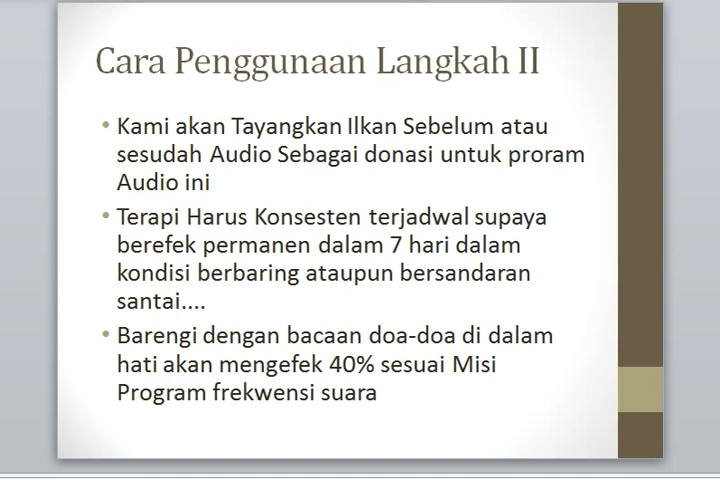 Cara Penggunaan Langkah II
• Kami akan Tayangkan Ilkan Sebelum atau
sesudah Audio Sebagai donasi untuk proram
Audio ini
• Terapi Harus Konsesten terjadwal supaya
berefek permanen dalam 7 hari dalam
kondisi berbaring ataupun bersandaran
santai....
• Barengi dengan bacaan doa-doa di dalam
hati akan mengefek 40% sesuai Misi
Program frekwensi suara